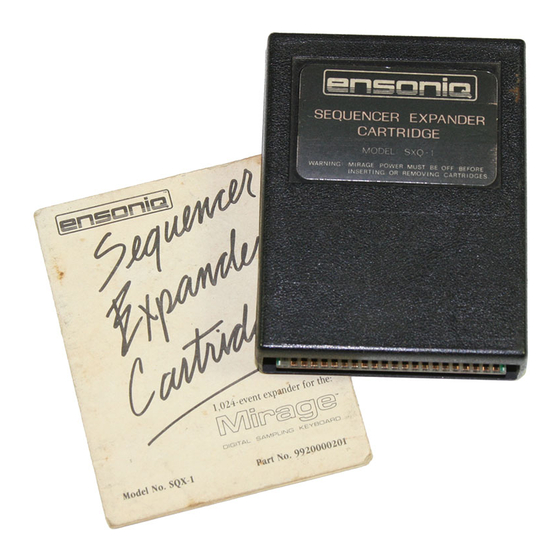 ensoniq
SEQUENCER EXPANDER
CARTRIDGE
MODEL SXQ-1
WARNING: MIRAGE POWER MUST BE OFF BEFORE
INSERTING OR REMOVING CARTRIDGES
ensoniq
Sequencer
Expander
Cartrid
1,024-event expander for the:
Mirage
DIGITAL SAMPLING KEYBOARD
Part No. 9920000201
Model No. SQX-1